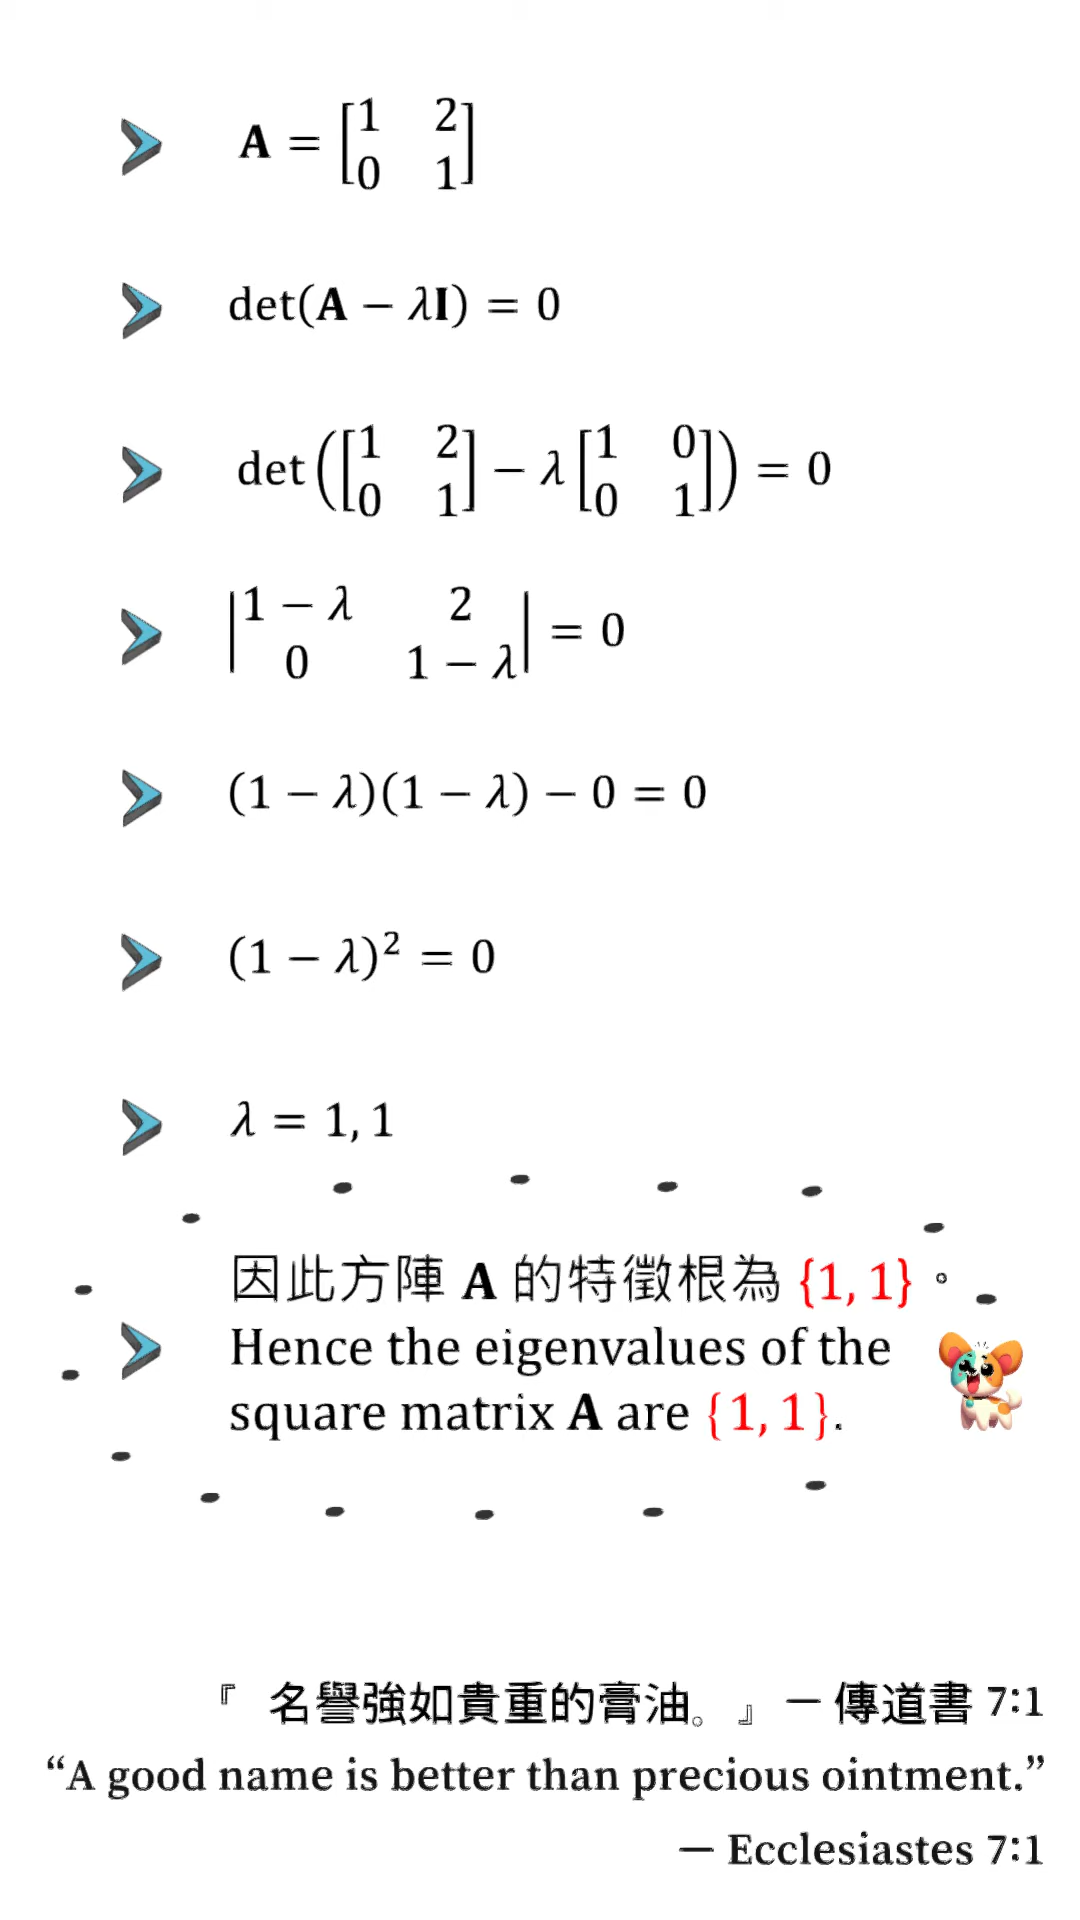 𝐀 = [1 2; 0 1]
det(𝐀 − 𝜆𝐈) = 0
det([1 2; 0 1] − 𝜆[1 0; 0 1]) = 0
|1 − 𝜆 2; 0 1 − 𝜆| = 0
(1 − 𝜆)(1 − 𝜆) − 0 = 0
(1 − 𝜆)² = 0
𝜆 = 1, 1
因此方陣 𝐀 的特徵根為 {1, 1} 。
Hence the eigenvalues of the
square matrix 𝐀 are {1, 1}.
『 名譽強如貴重的膏油。』 — 傳道書 7:1
“A good name is better than precious ointment.”
— Ecclesiastes 7:1